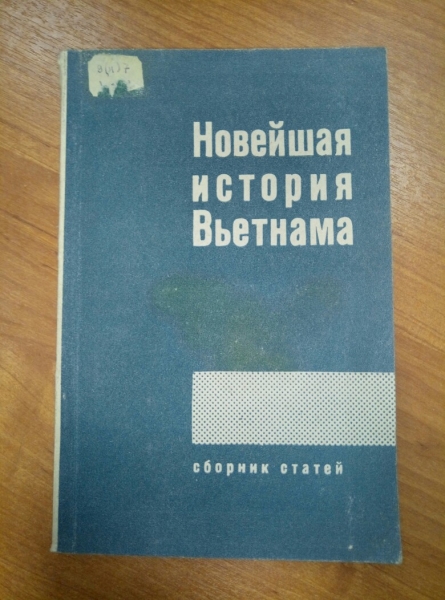 Новейшая
история
Вьетнама
сборник статей